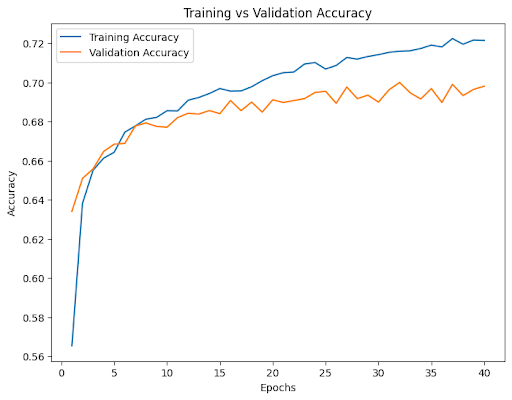 Training vs Validation Accuracy
Training Accuracy
Validation Accuracy
0.72
0.70
0.68
0.66
0.64
0.62
0.60
0.58
0.56
Accuracy
0 5 10 15 20 25 30 35 40
Epochs